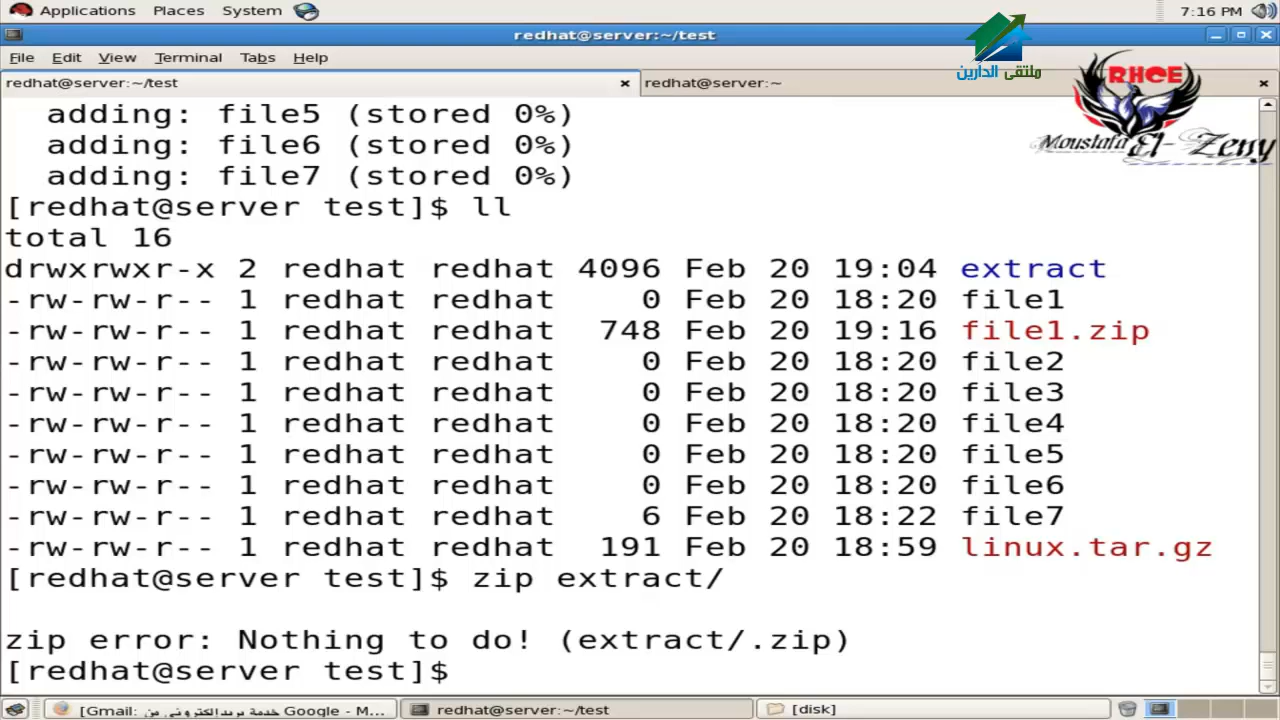 Applications Places System 7:16 PM
redhat@server:~/test
ملتقى الدارين
File Edit View Terminal Tabs Help
redhat@server:~/test redhat@server:~
RHCE
Moustafa El-Zeny
adding: file5 (stored 0%)
adding: file6 (stored 0%)
adding: file7 (stored 0%)
[redhat@server test]$ ll
total 16
drwxrwxr-x 2 redhat redhat 4096 Feb 20 19:04 extract
-rw-rw-r-- 1 redhat redhat 0 Feb 20 18:20 file1
-rw-rw-r-- 1 redhat redhat 748 Feb 20 19:16 file1.zip
-rw-rw-r-- 1 redhat redhat 0 Feb 20 18:20 file2
-rw-rw-r-- 1 redhat redhat 0 Feb 20 18:20 file3
-rw-rw-r-- 1 redhat redhat 0 Feb 20 18:20 file4
-rw-rw-r-- 1 redhat redhat 0 Feb 20 18:20 file5
-rw-rw-r-- 1 redhat redhat 0 Feb 20 18:20 file6
-rw-rw-r-- 1 redhat redhat 6 Feb 20 18:22 file7
-rw-rw-r-- 1 redhat redhat 191 Feb 20 18:59 linux.tar.gz
[redhat@server test]$ zip extract/
zip error: Nothing to do! (extract/.zip)
[redhat@server test]$
[Gmail: خدمة بريد إلكتروني من Google - M... redhat@server:~/test [disk]